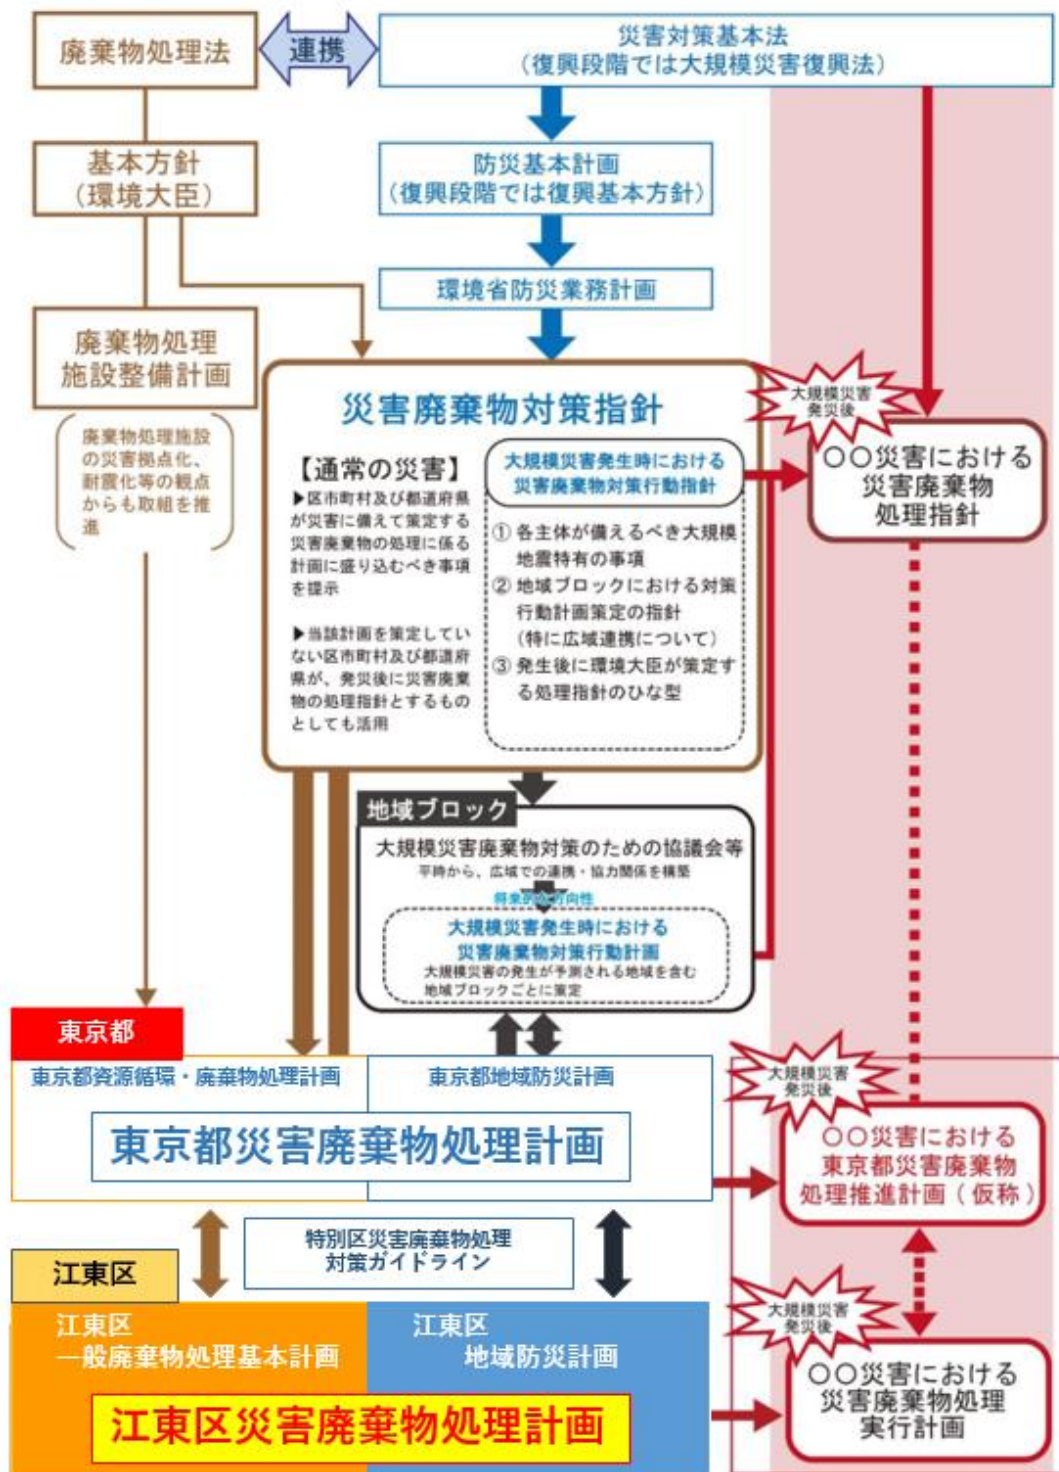 廃棄物処理法
連携
災害対策基本法
(復興段階では大規模災害復興法)
基本方針
(環境大臣)
防災基本計画
(復興段階では復興基本方針)
環境省防災業務計画
廃棄物処理
施設整備計画
廃棄物処理施設
の災害拠点化、
耐震化等の観点
からも取組を推
進
災害廃棄物対策指針
【通常の災害】
▶区市町村及び都道府県
が災害に備えて策定する
災害廃棄物の処理に係る
計画に盛り込むべき事項
を提示
▶当該計画を策定してい
ない区市町村及び都道府
県が、発災後に災害廃棄
物の処理指針とするもの
としても活用
大規模災害発生時における
災害廃棄物対策行動指針
① 各主体が備えるべき大規模
地震特有の事項
② 地域ブロックにおける対策
行動計画策定の指針
(特に広域連携について)
③ 発生後に環境大臣が策定す
る処理指針のひな型
大規模災害
発災後
〇〇災害における
災害廃棄物
処理指針
地域ブロック
大規模災害廃棄物対策のための協議会等
平時から、広域での連携・協力関係を構築
将来的な方向性
大規模災害発生時における
災害廃棄物対策行動計画
大規模災害の発生が予測される地域を含む
地域ブロックごとに策定
東京都
東京都資源循環・廃棄物処理計画
東京都地域防災計画
東京都災害廃棄物処理計画
大規模災害
発災後
〇〇災害における
東京都災害廃棄物
処理推進計画(仮称)
特別区災害廃棄物処理
対策ガイドライン
江東区
江東区
一般廃棄物処理基本計画
江東区
地域防災計画
江東区災害廃棄物処理計画
大規模災害
発災後
〇〇災害における
災害廃棄物処理
実行計画